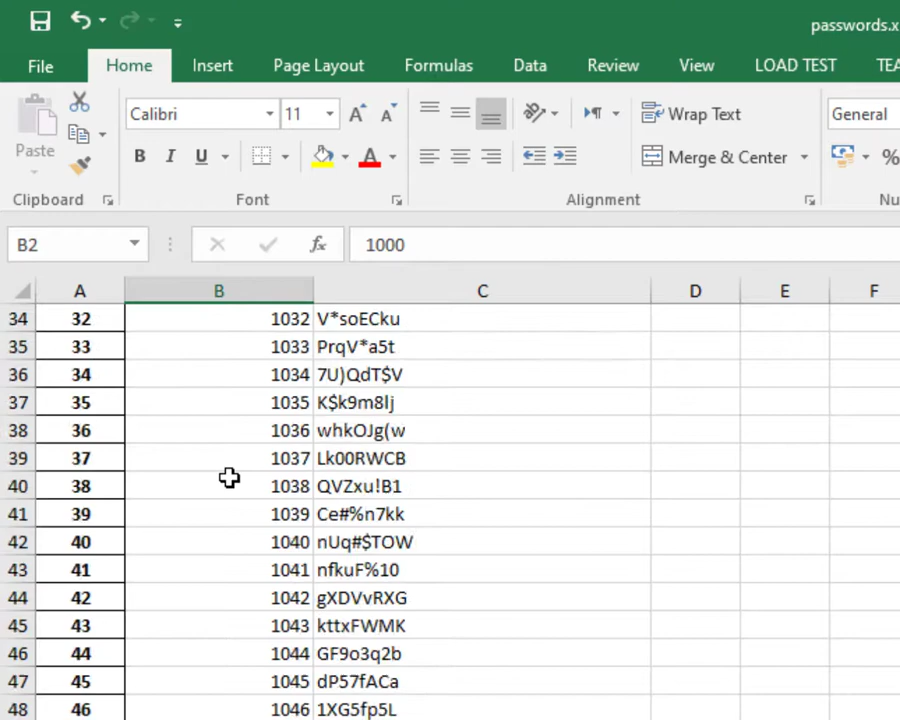 passwords.x
File Home Insert Page Layout Formulas Data Review View LOAD TEST TEA
Calibri 11 A A Wrap Text General
Paste B I U A Merge & Center %
Clipboard Font Alignment Nu
B2 fx 1000
A B C D E F
34 32 1032 V*soECku
35 33 1033 PrqV*a5t
36 34 1034 7U)QdT$V
37 35 1035 K$k9m8lj
38 36 1036 whkOJg(w
39 37 1037 Lk00RWCB
40 38 1038 QVZxu!B1
41 39 1039 Ce#%n7kk
42 40 1040 nUq#$TOW
43 41 1041 nfkuF%10
44 42 1042 gXDVvRXG
45 43 1043 kttxFWMK
46 44 1044 GF9o3q2b
47 45 1045 dP57fACa
48 46 1046 1XG5fp5L